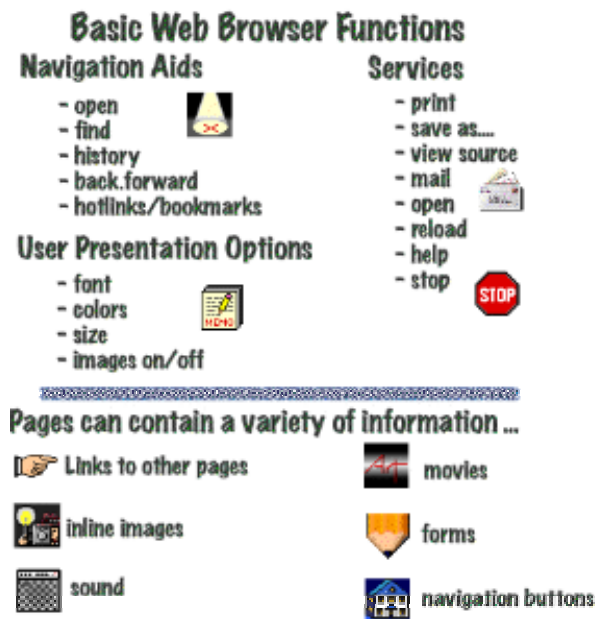 Basic Web Browser Functions
Navigation Aids
- open
- find
- history
- back.forward
- hotlinks/bookmarks
Services
- print
- save as....
- view source
- mail
- open
- reload
- help
- stop
STOP
User Presentation Options
- font
- colors
- size
- images on/off
MEMO
Pages can contain a variety of information ...
Links to other pages
inline images
sound
Art
movies
forms
navigation buttons